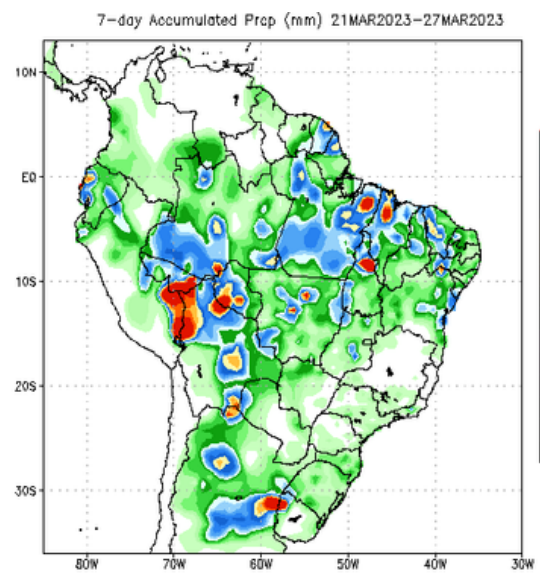 7-day Accumulated Prcp (mm) 21MAR2023-27MAR2023
10N
EQ
10S
20S
30S
80W 70W 60W 50W 40W 30W